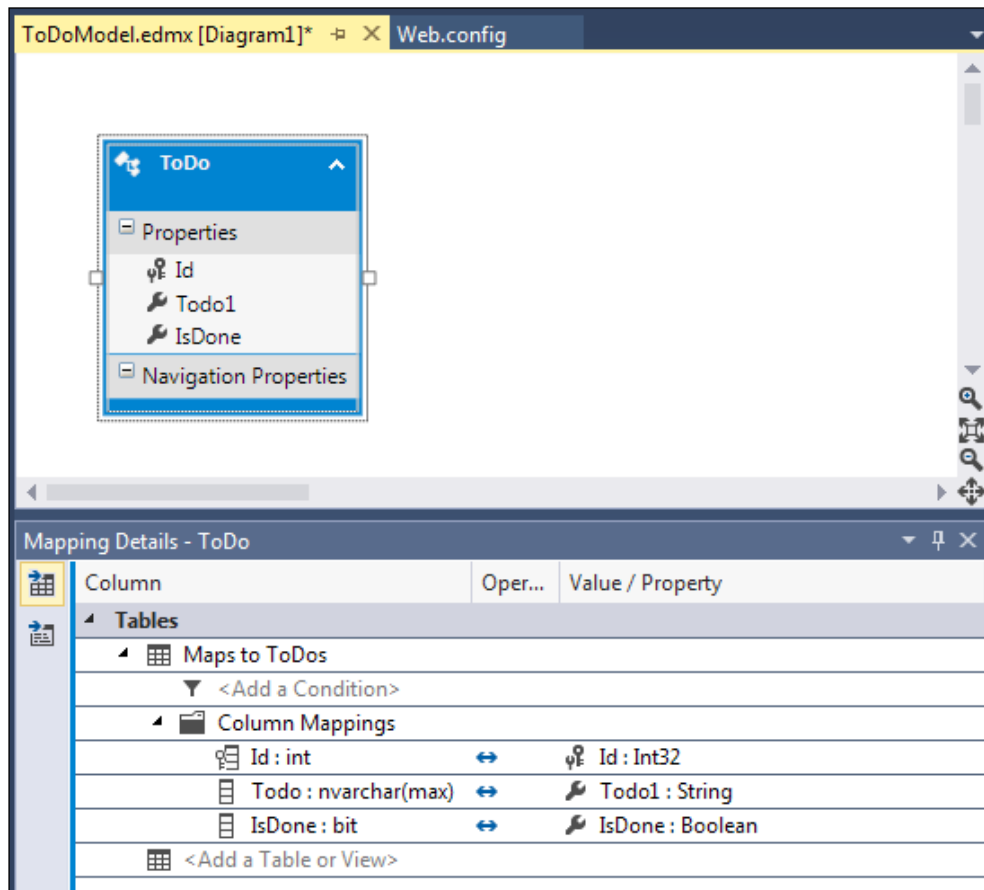 ToDoModel.edmx [Diagram1]* Web.config
ToDo
Properties
Id
Todo1
IsDone
Navigation Properties
Mapping Details - ToDo
Column Oper... Value / Property
Tables
Maps to ToDos
<Add a Condition>
Column Mappings
Id : int Id : Int32
Todo : nvarchar(max) Todo1 : String
IsDone : bit IsDone : Boolean
<Add a Table or View>